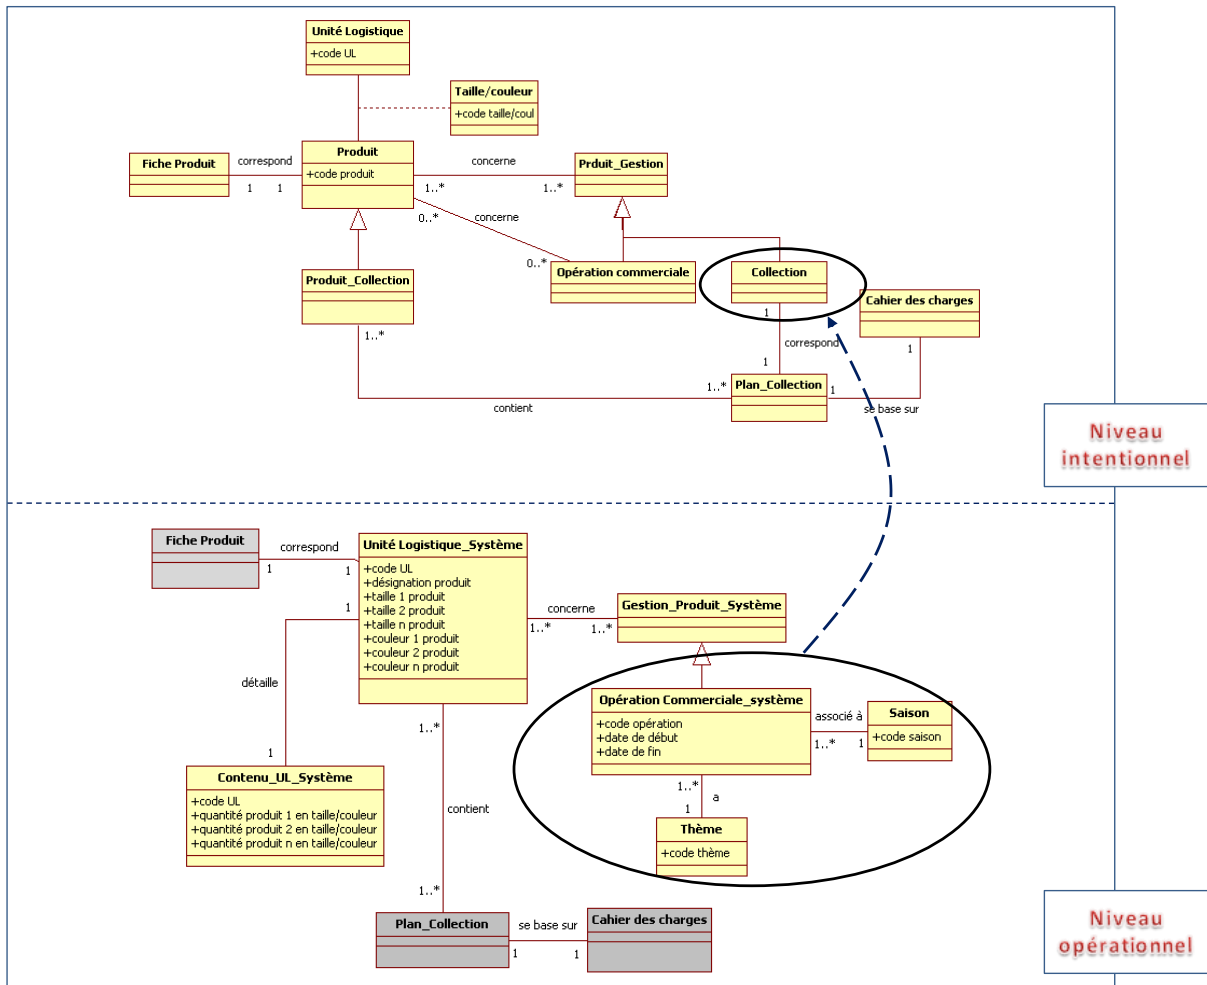 Unité Logistique
+code UL
Taille/couleur
+code taille/coul
Fiche Produit
correspond
1
1
Produit
+code produit
concerne
1..*
1..*
Prduit_Gestion
0..*
concerne
0..*
Opération commerciale
Collection
Produit_Collection
1..*
Cahier des charges
1
1
correspond
1
1..*
Plan_Collection
1
contient
se base sur
Niveau
intentionnel
Fiche Produit
correspond
1
1
Unité Logistique_Système
+code UL
+désignation produit
+taille 1 produit
+taille 2 produit
+taille n produit
+couleur 1 produit
+couleur 2 produit
+couleur n produit
concerne
1..*
1..*
Gestion_Produit_Système
1
détaille
1
Opération Commerciale_système
+code opération
+date de début
+date de fin
associé à
1..*
1
Saison
+code saison
1..*
a
1
Thème
+code thème
1..*
contient
1..*
Contenu_UL_Système
+code UL
+quantité produit 1 en taille/couleur
+quantité produit 2 en taille/couleur
+quantité produit n en taille/couleur
Plan_Collection
se base sur
1
1
Cahier des charges
Niveau
opérationnel